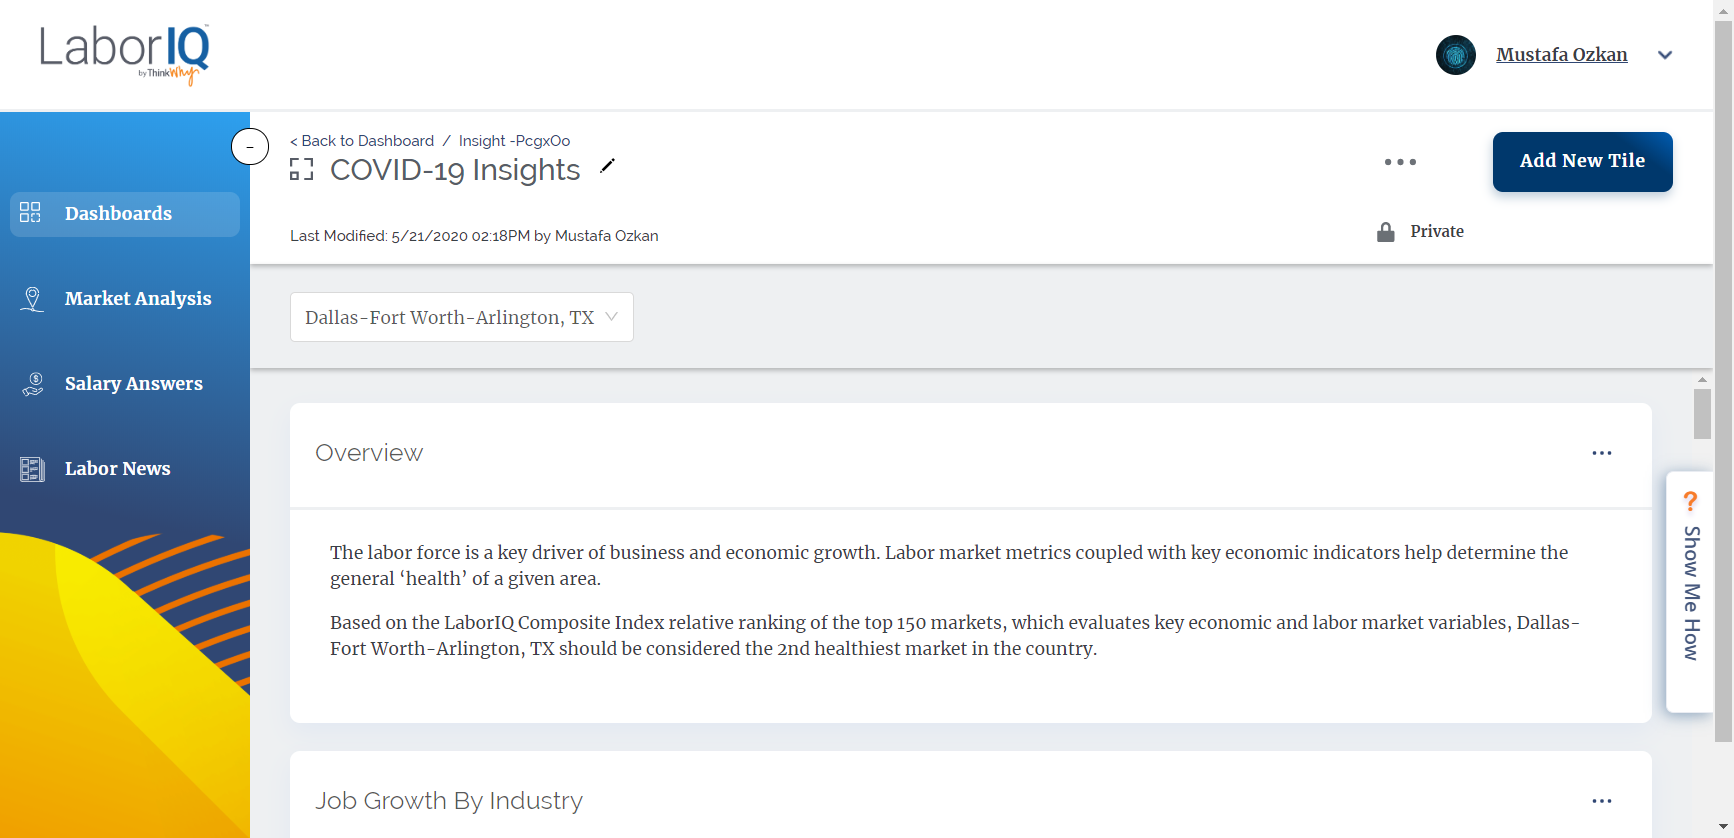 LaborIQ
by ThinkWhy
Mustafa Ozkan
-
< Back to Dashboard / Insight -PcgxOo
COVID-19 Insights
Add New Tile
Last Modified: 5/21/2020 02:18PM by Mustafa Ozkan
Private
Dashboards
Market Analysis
Salary Answers
Labor News
Dallas-Fort Worth-Arlington, TX
Overview
The labor force is a key driver of business and economic growth. Labor market metrics coupled with key economic indicators help determine the
general ‘health’ of a given area.
Based on the LaborIQ Composite Index relative ranking of the top 150 markets, which evaluates key economic and labor market variables, Dallas-
Fort Worth-Arlington, TX should be considered the 2nd healthiest market in the country.
? Show Me How
Job Growth By Industry